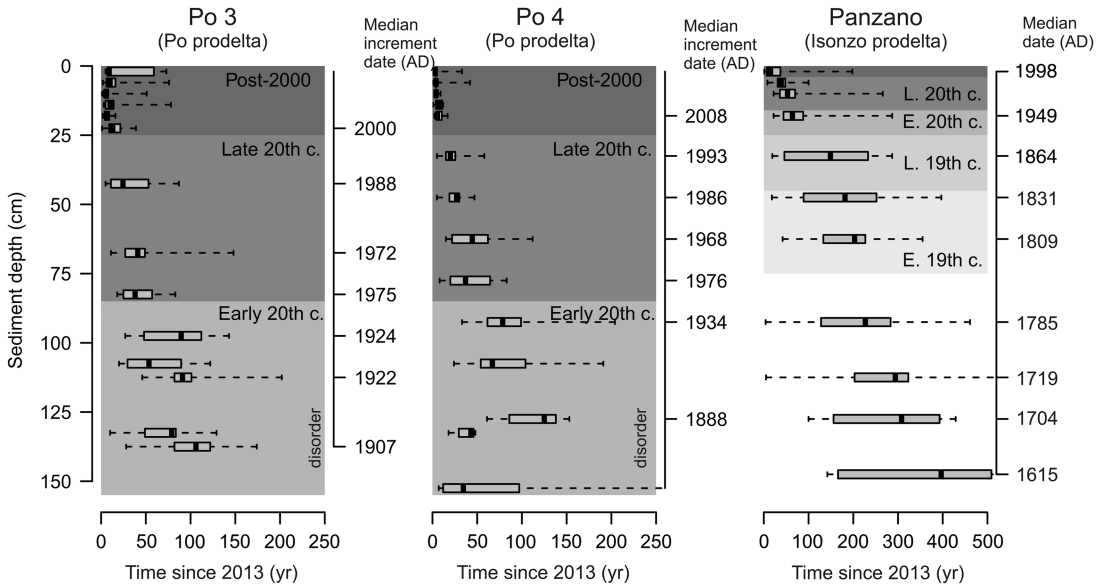 Po 3
(Po prodelta)
Median
increment
date (AD)
Po 4
(Po prodelta)
Median
increment
date (AD)
Panzano
(Isonzo prodelta)
Median
date (AD)
Sediment depth (cm)
0
25
50
75
100
125
150
Post-2000
Late 20th c.
Early 20th c.
disorder
2000
1988
1972
1975
1924
1922
1907
0
50
100
150
200
250
Time since 2013 (yr)
Post-2000
Late 20th c.
Early 20th c.
disorder
2008
1993
1986
1968
1976
1934
1888
0
50
100
150
200
250
Time since 2013 (yr)
L. 20th c.
E. 20th c.
L. 19th c.
E. 19th c.
1998
1949
1864
1831
1809
1785
1719
1704
1615
0
100
200
300
400
500
Time since 2013 (yr)